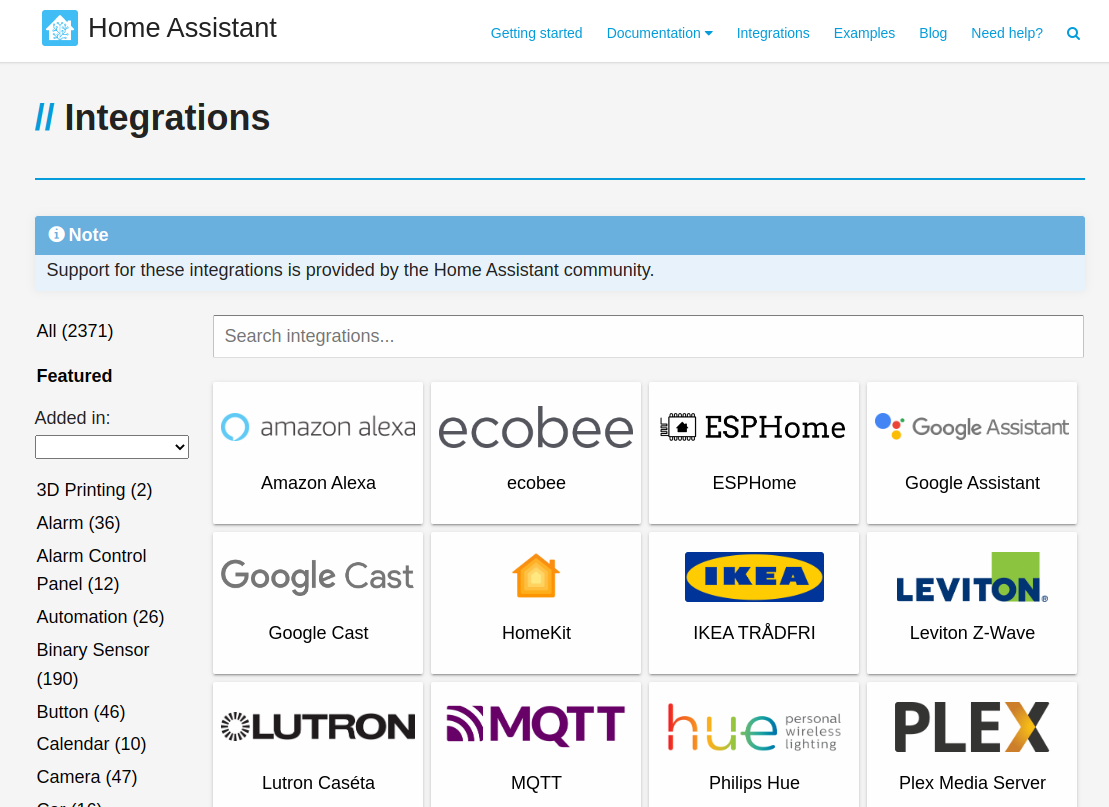 Home Assistant
Getting started Documentation Integrations Examples Blog Need help?
// Integrations
Note
Support for these integrations is provided by the Home Assistant community.
All (2371)
Featured
Added in:
3D Printing (2)
Alarm (36)
Alarm Control
Panel (12)
Automation (26)
Binary Sensor
(190)
Button (46)
Calendar (10)
Camera (47)
Car (16)
Search integrations...
amazon alexa
Amazon Alexa
ecobee
ecobee
ESPHome
ESPHome
Google Assistant
Google Assistant
Google Cast
Google Cast
HomeKit
IKEA
IKEA TRÅDFRI
LEVITON®
Leviton Z-Wave
LUTRON
Lutron Caséta
MQTT
MQTT
hue personal
wireless
lighting
Philips Hue
PLEX
Plex Media Server